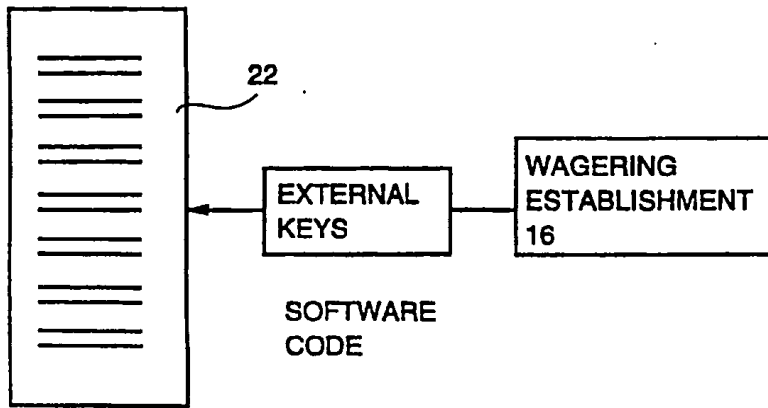 22
EXTERNAL
KEYS
WAGERING
ESTABLISHMENT
16
SOFTWARE
CODE